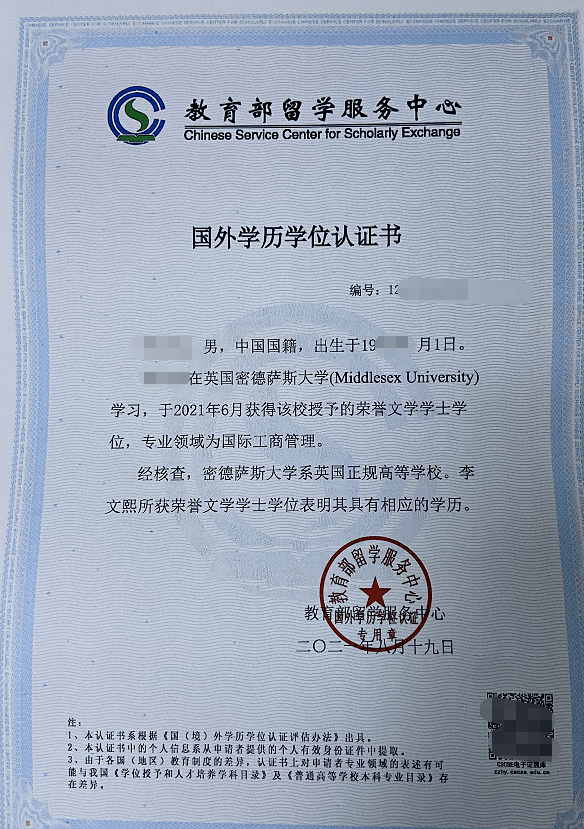 教育部留学服务中心
Chinese Service Center for Scholarly Exchange
国外学历学位认证书
编号：12
男，中国国籍，出生于19 月1日。
在英国密德萨斯大学(Middlesex University)
学习，于2021年6月获得该校授予的荣誉文学学士学
位，专业领域为国际工商管理。
经核查，密德萨斯大学系英国正规高等学校。李
文熙所获荣誉文学学士学位表明其具有相应的学历。
教育部留学服务中心
国外学历学位认证
专用章
教育部留学服务中心
二〇二一年八月十九日
注：
1、本认证书系根据《国（境）外学历学位认证评估办法》出具。
2、本认证书中的个人信息系从申请者提供的个人有效身份证件中提取。
3、由于各国（地区）教育制度的差异，认证书上对申请者专业领域的表述有可
能与我国《学位授予和人才培养学科目录》及《普通高等学校本科专业目录》存
在差异。
CSCSE电子证照库
zzhy.cscse.edu.cn